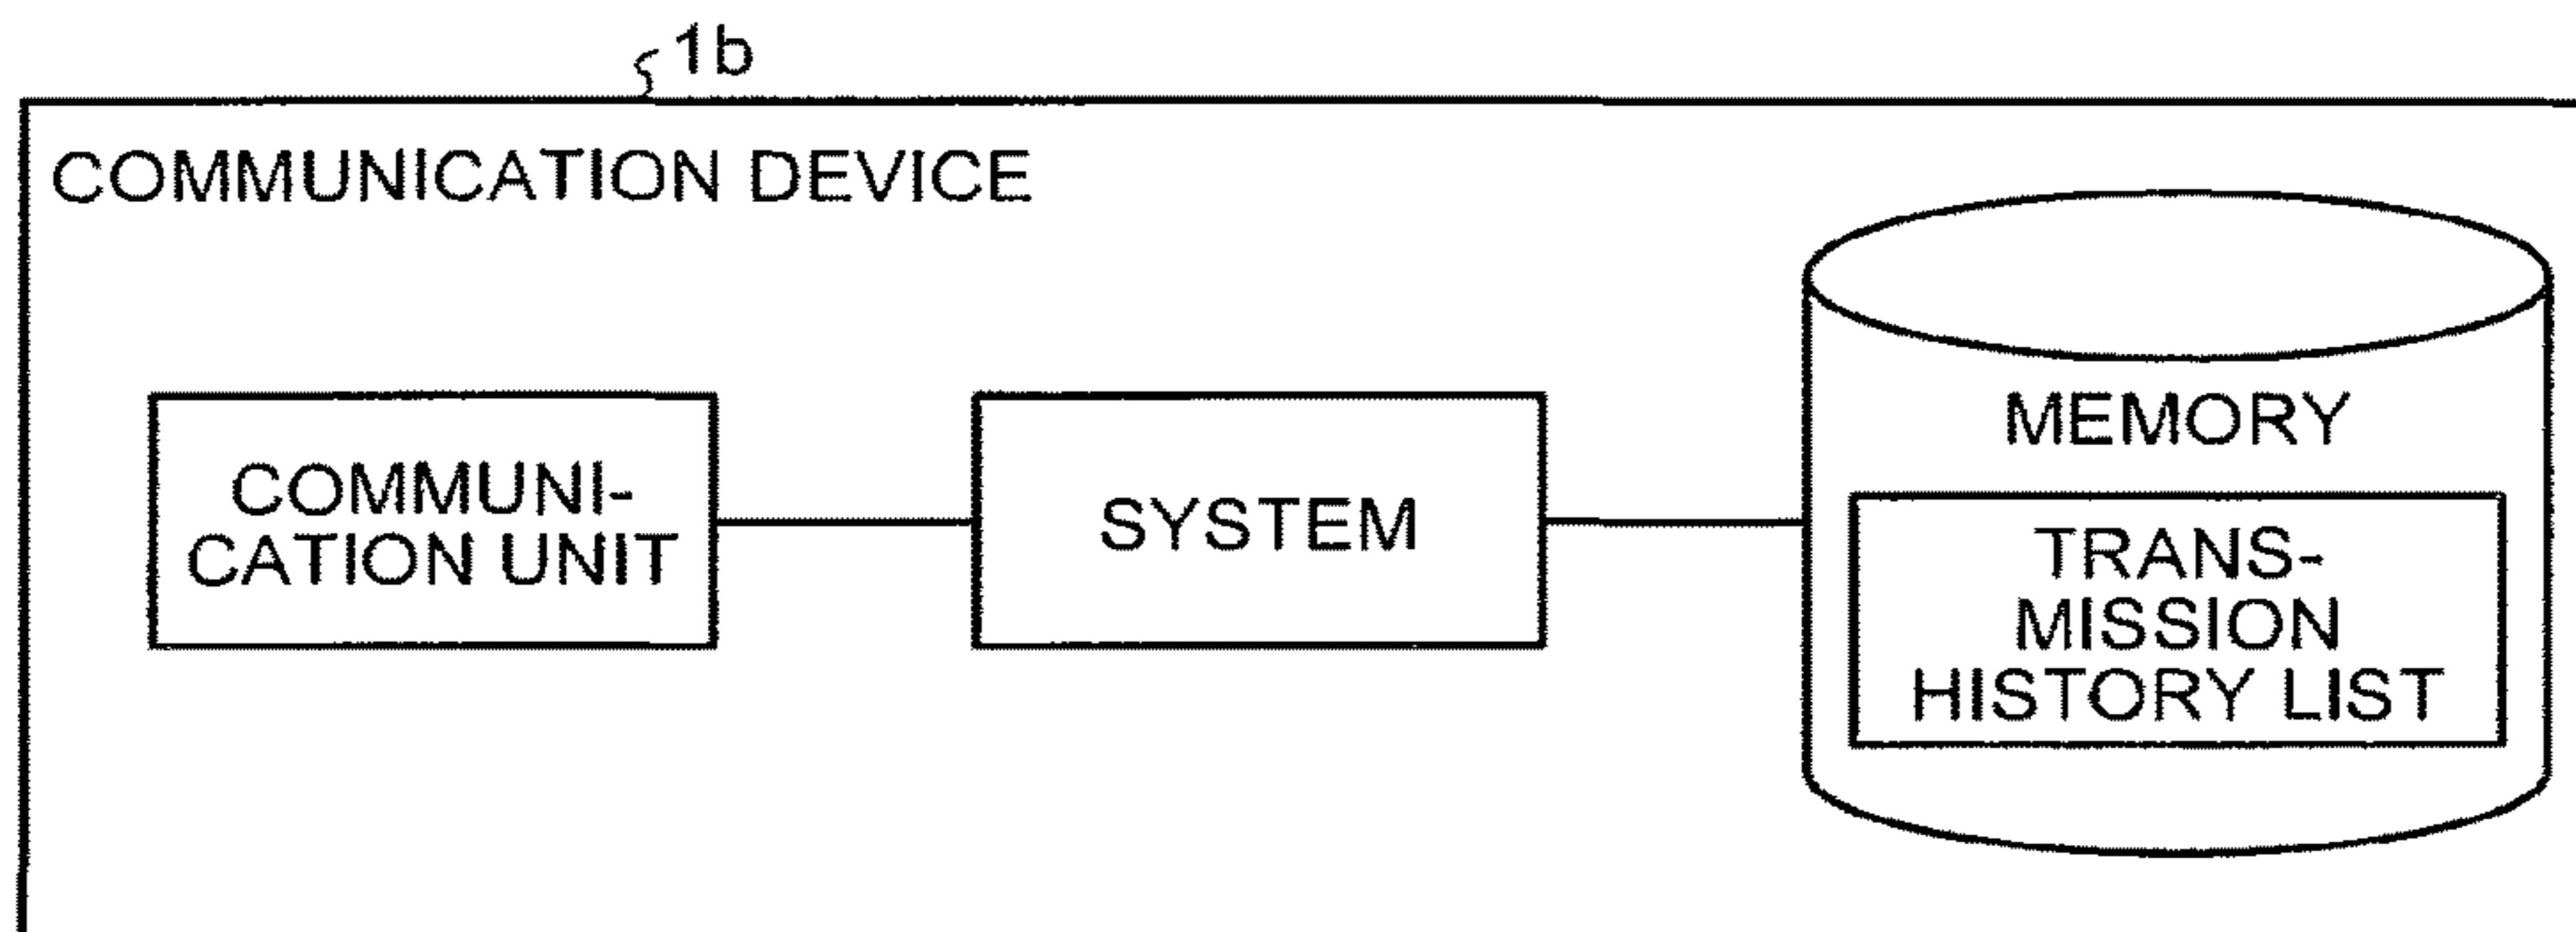 1b
COMMUNICATION DEVICE
COMMUNI-
CATION UNIT
SYSTEM
MEMORY
TRANS-
MISSION
HISTORY LIST